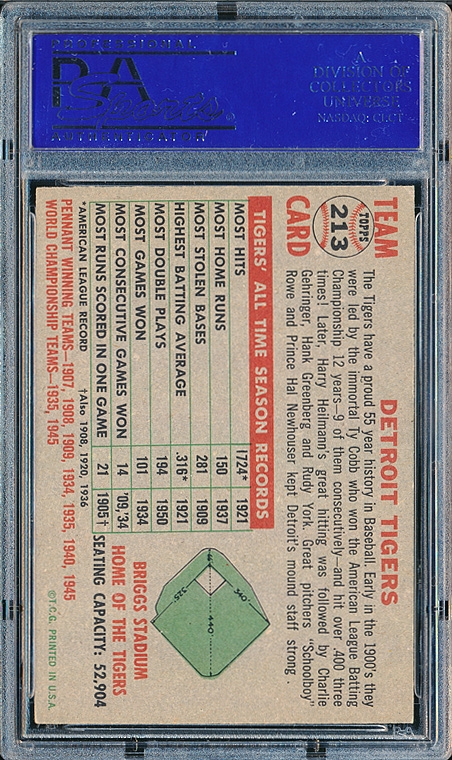 PROFESSIONAL
PSA
Sports
AUTHENTICATOR
A
DIVISION OF
COLLECTORS
UNIVERSE
NASDAQ: CLCT
TEAM
TOPPS
213
CARD
DETROIT TIGERS
The Tigers have a proud 55 year history in Baseball. Early in the 1900's they
were led by the immortal Ty Cobb who won the American League Batting
Championship 12 years—9 of them consecutively—and hit over .400 three
times! Later, Harry Heilmann's great hitting was followed by Charlie
Gehringer, Hank Greenberg and Rudy York. Great pitchers "Schoolboy"
Rowe and Prince Hal Newhouser kept Detroit's mound staff strong.
TIGERS' ALL TIME SEASON RECORDS
MOST HITS 1724* 1921
MOST HOME RUNS 150 1937
MOST STOLEN BASES 281 1909
HIGHEST BATTING AVERAGE .316* 1921
MOST DOUBLE PLAYS 194 1950
MOST GAMES WON 101 1934
MOST CONSECUTIVE GAMES WON 14 '09,'34
MOST RUNS SCORED IN ONE GAME 21 1905†
*AMERICAN LEAGUE RECORD †Also 1908, 1920, 1936
PENNANT WINNING TEAMS—1907, 1908, 1909, 1934, 1935, 1940, 1945
WORLD CHAMPIONSHIP TEAMS—1935, 1945
340
440
325
BRIGGS STADIUM
HOME OF THE TIGERS
SEATING CAPACITY: 52,904
©T.C.G. PRINTED IN U.S.A.